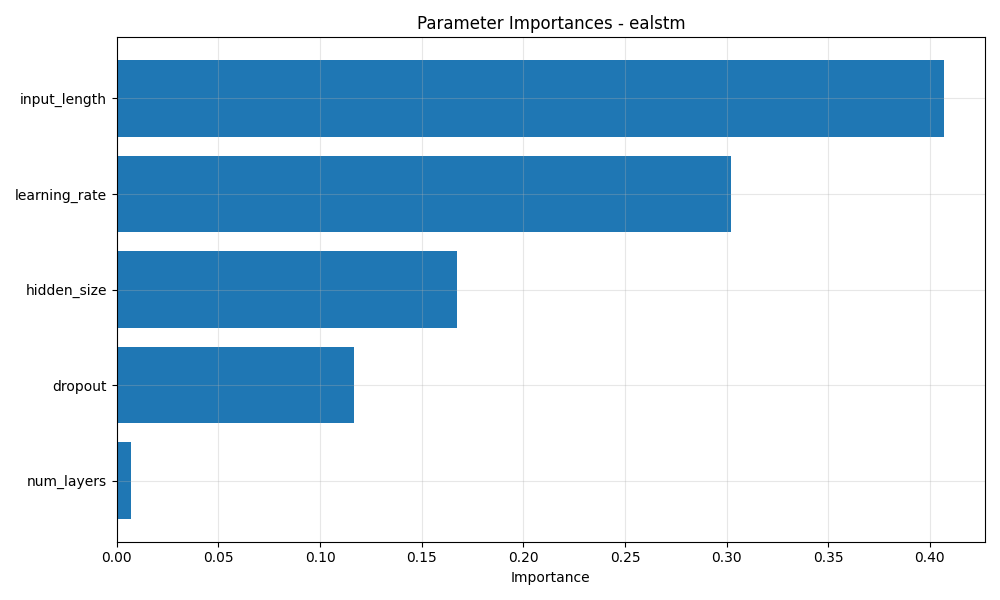 Parameter Importances - ealstm
input_length
learning_rate
hidden_size
dropout
num_layers
0.00 0.05 0.10 0.15 0.20 0.25 0.30 0.35 0.40
Importance